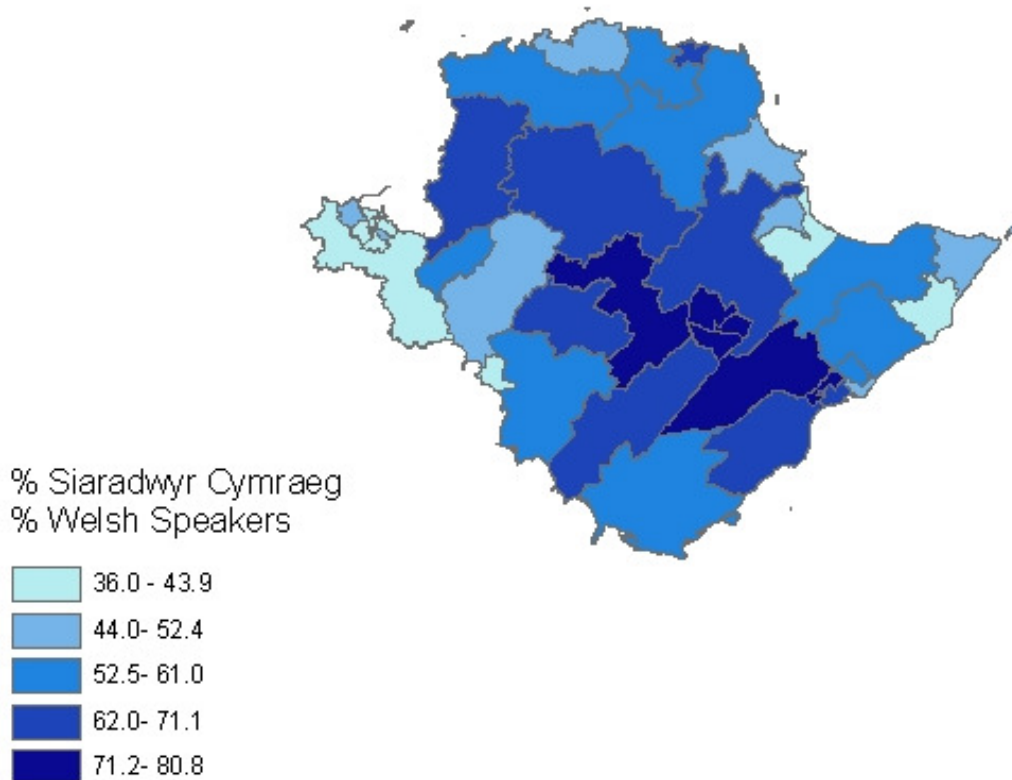 % Siaradwyr Cymraeg
% Welsh Speakers
36.0 - 43.9
44.0- 52.4
52.5- 61.0
62.0- 71.1
71.2- 80.8